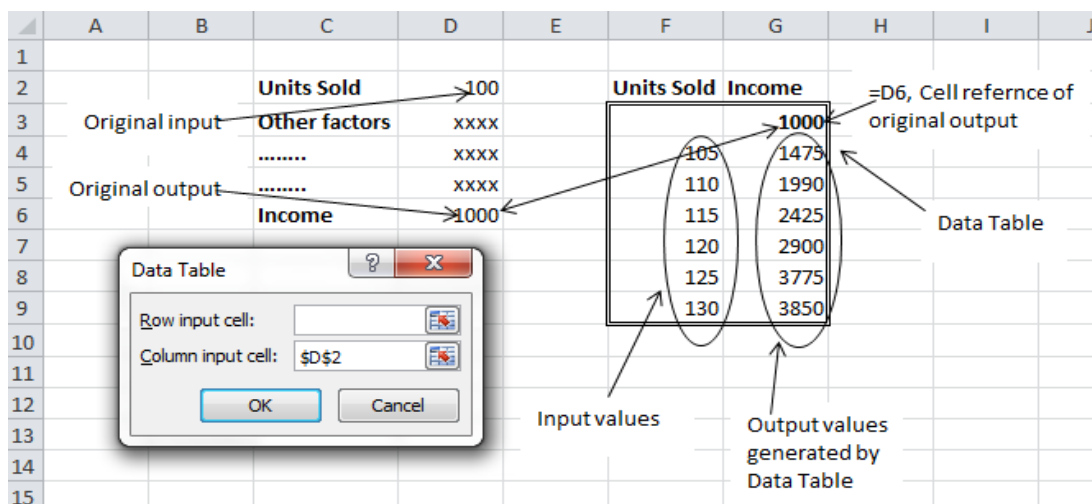 A B C D E F G H I J
1
2 Units Sold 100 Units Sold Income =D6, Cell refernce of
3 Original input Other factors xxxx 1000 original output
4 ........ xxxx 105 1475
5 Original output ........ xxxx 110 1990
6 Income 1000 115 2425 Data Table
7 120 2900
8 125 3775
9 130 3850
10
11
12
13
14
15
Data Table ? X
Row input cell:
Column input cell: $D$2
OK Cancel
Input values
Output values
generated by
Data Table